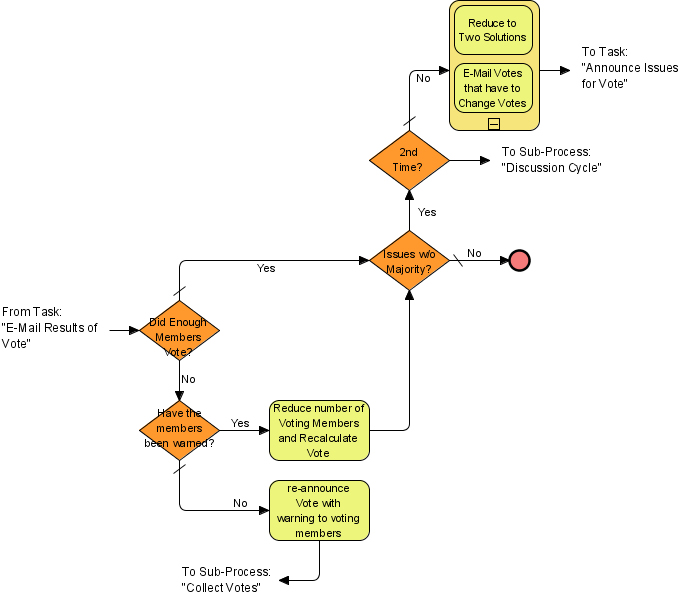 Reduce to
Two Solutions
E-Mail Votes
that have to
Change Votes
To Task:
"Announce Issues
for Vote"
No
2nd
Time?
To Sub-Process:
"Discussion Cycle"
Yes
Issues w/o
Majority?
No
Yes
From Task:
"E-Mail Results of
Vote"
Did Enough
Members
Vote?
No
Have the
members
been warned?
Yes
Reduce number of
Voting Members
and Recalculate
Vote
No
re-announce
Vote with
warning to voting
members
To Sub-Process:
"Collect Votes"